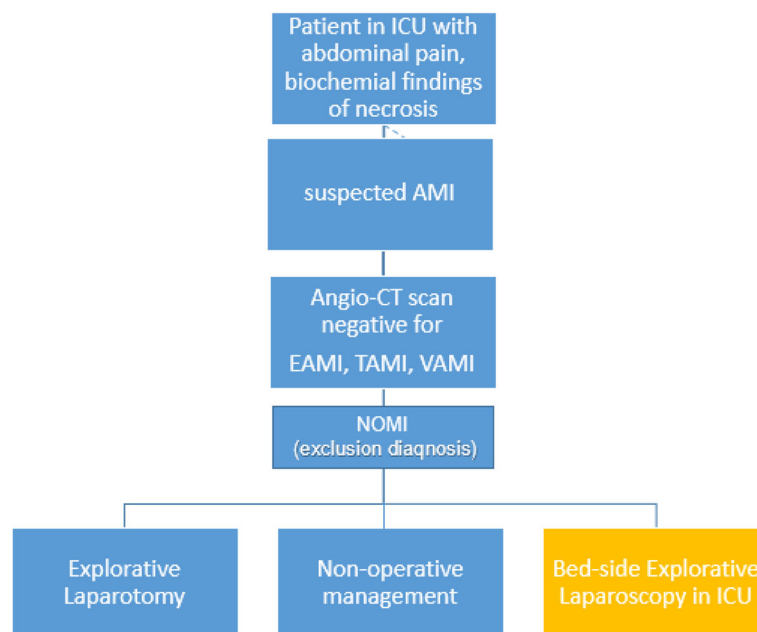 Patient in ICU with
abdominal pain,
biochemial findings
of necrosis
suspected AMI
Angio-CT scan
negative for
EAMI, TAMI, VAMI
NOMI
(exclusion diaqnosis)
Explorative
Laparotomy
Non-operative
management
Bed-side Explorative
Laparoscopy in ICU